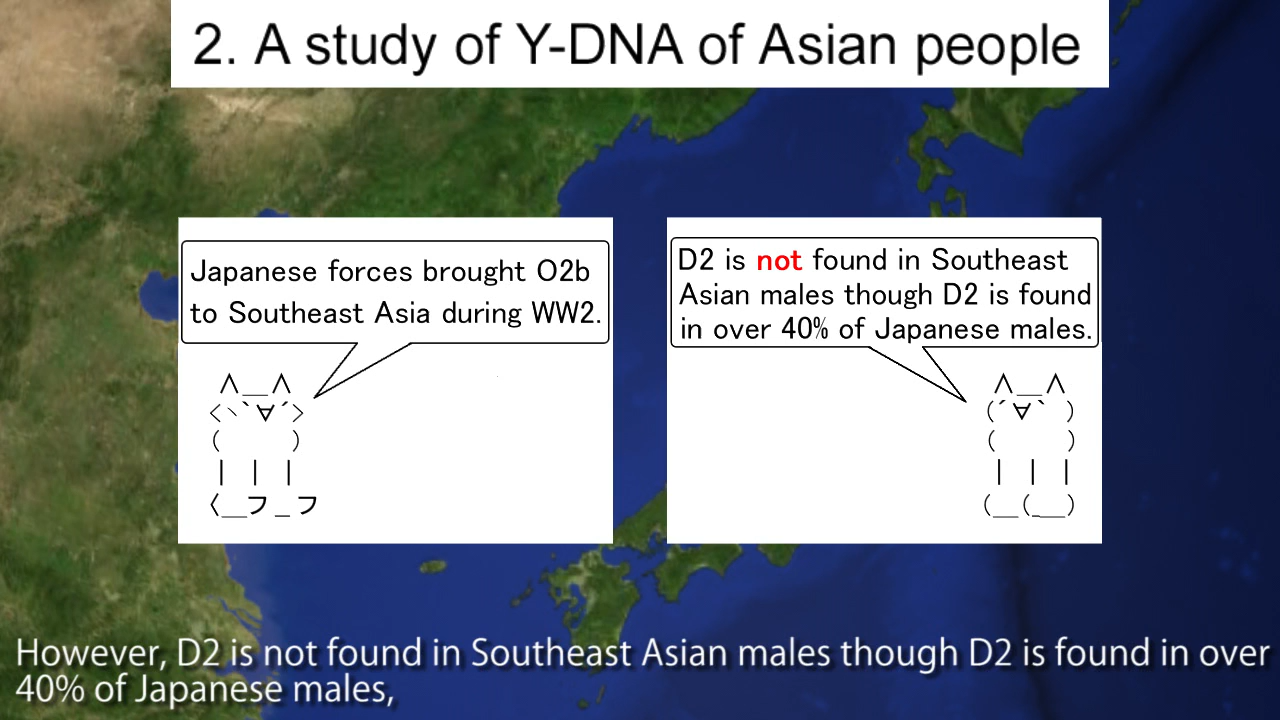 2. A study of Y-DNA of Asian people
Japanese forces brought O2b
to Southeast Asia during WW2.
D2 is not found in Southeast
Asian males though D2 is found
in over 40% of Japanese males.
However, D2 is not found in Southeast Asian males though D2 is found in over
40% of Japanese males,